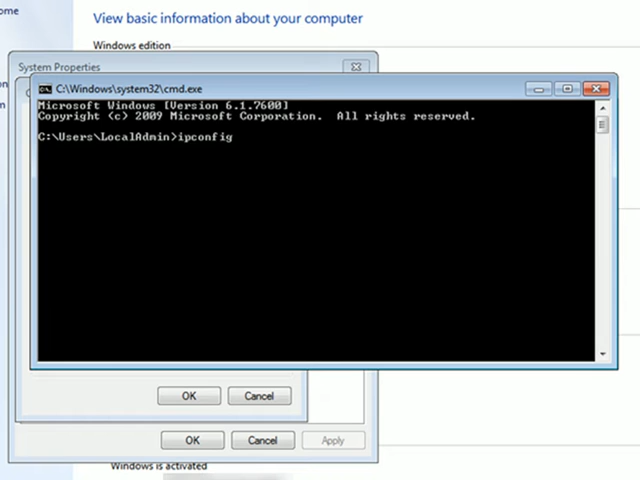 ome
View basic information about your computer
Windows edition
System Properties
C:\Windows\system32\cmd.exe
Microsoft Windows [Version 6.1.7600]
Copyright (c) 2009 Microsoft Corporation.  All rights reserved.
C:\Users\LocalAdmin>ipconfig
OK
Cancel
OK
Cancel
Apply
Windows is activated